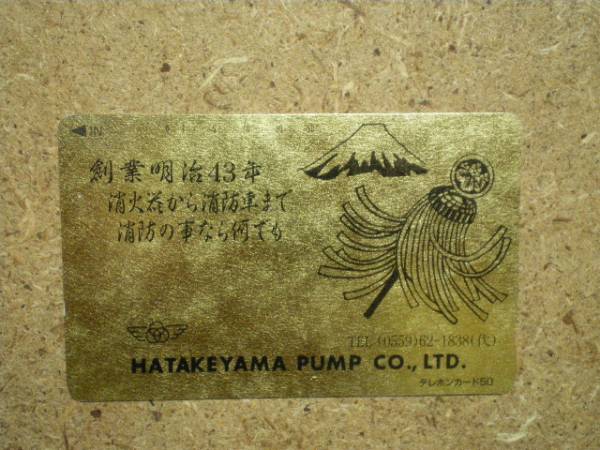 ◀IN
創業明治43年
消火器から消防車まで
消防の事なら何でも
TEL (0559)62-1838(代)
HATAKEYAMA PUMP CO., LTD.
テレホンカード50